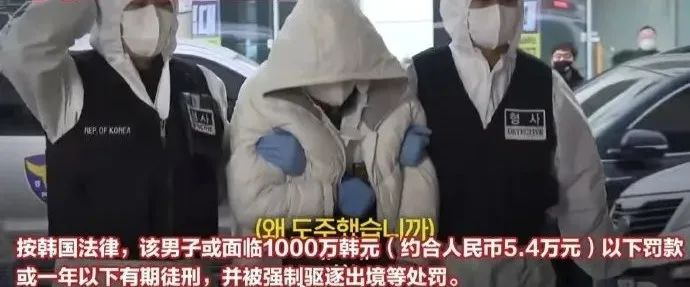 REP. OF KOREA
형사
형사
DETECTIVE
(왜 도주했습니까)
按韩国法律，该男子或面临1000万韩元（约合人民币5.4万元）以下罚款
或一年以下有期徒刑，并被强制驱逐出境等处罚。